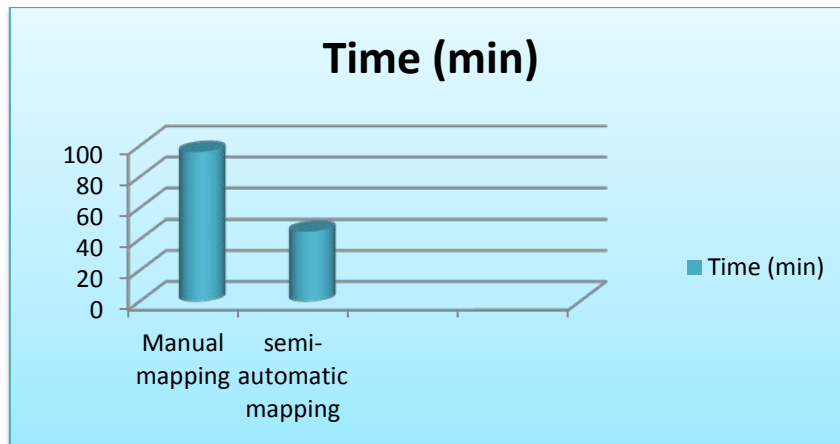 Time (min)
100
80
60
40
20
0
Manual
mapping
semi-
automatic
mapping
Time (min)